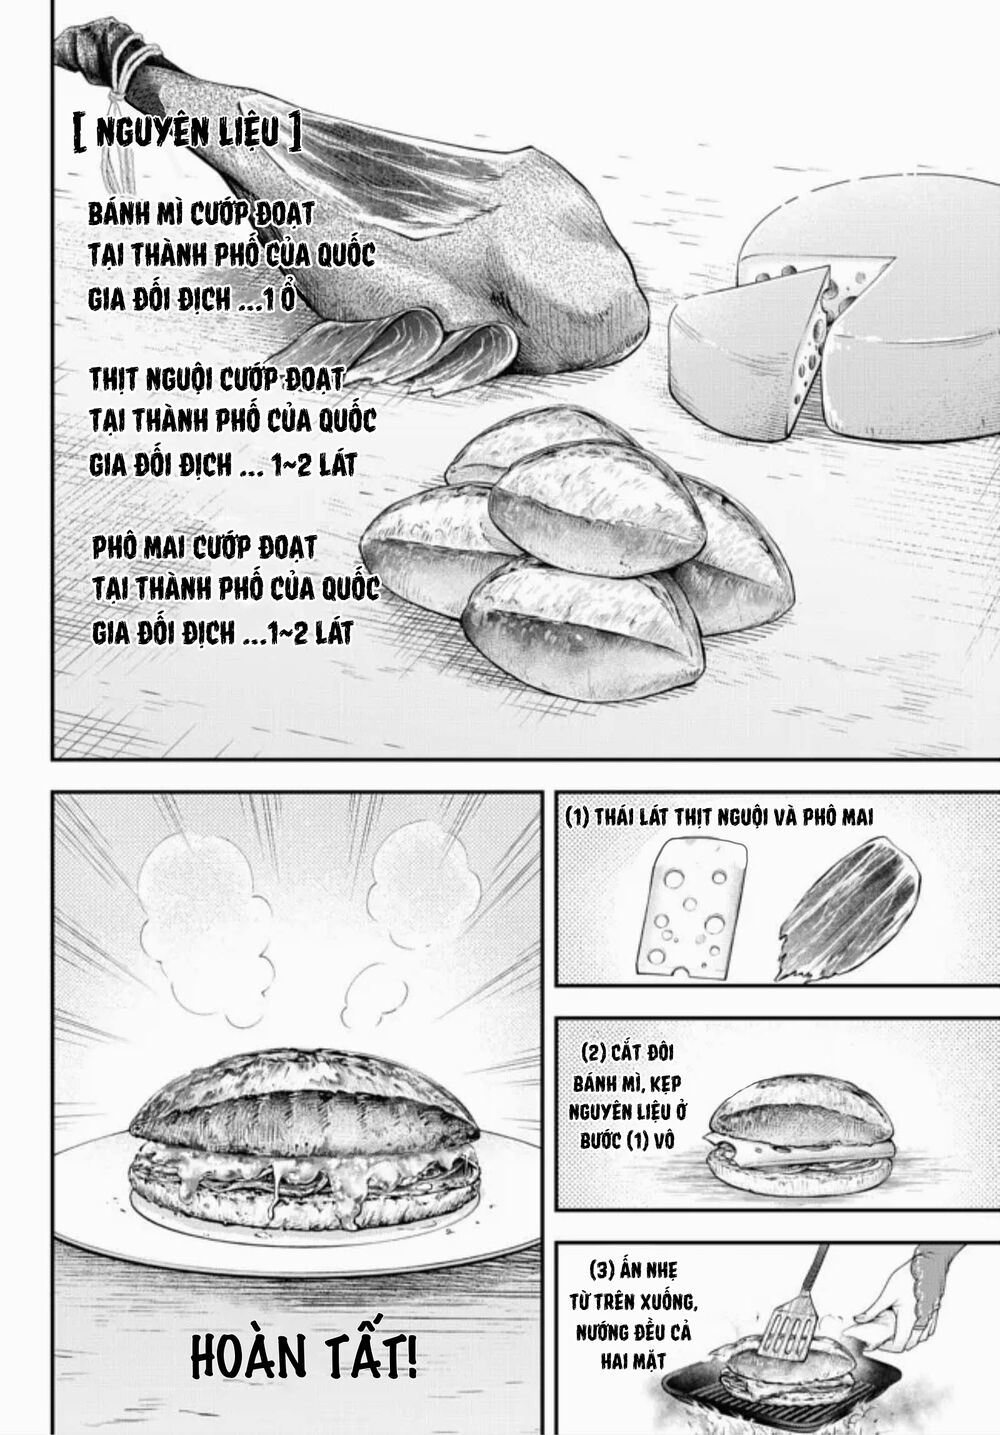 [ NGUYÊN LIỆU ]
BÁNH MÌ CƯỚP ĐOẠT
TẠI THÀNH PHỐ CỦA QUỐC
GIA ĐỐI ĐỊCH ...1 Ổ
THỊT NGUỘI CƯỚP ĐOẠT
TẠI THÀNH PHỐ CỦA QUỐC
GIA ĐỐI ĐỊCH ... 1~2 LÁT
PHÔ MAI CƯỚP ĐOẠT
TẠI THÀNH PHỐ CỦA QUỐC
GIA ĐỐI ĐỊCH ...1~2 LÁT
(1) THÁI LÁT THỊT NGUỘI VÀ PHÔ MAI
(2) CẮT ĐÔI
BÁNH MÌ, KẸP
NGUYÊN LIỆU Ở
BƯỚC (1) VÔ
(3) ẤN NHẸ
TỪ TRÊN XUỐNG,
NƯỚNG ĐỀU CẢ
HAI MẶT
HOÀN TẤT!